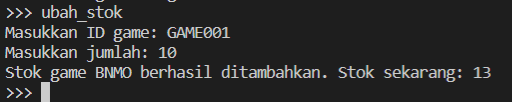 >>> ubah_stok
Masukkan ID game: GAME001
Masukkan jumlah: 10
Stok game BNMO berhasil ditambahkan. Stok sekarang: 13
>>>